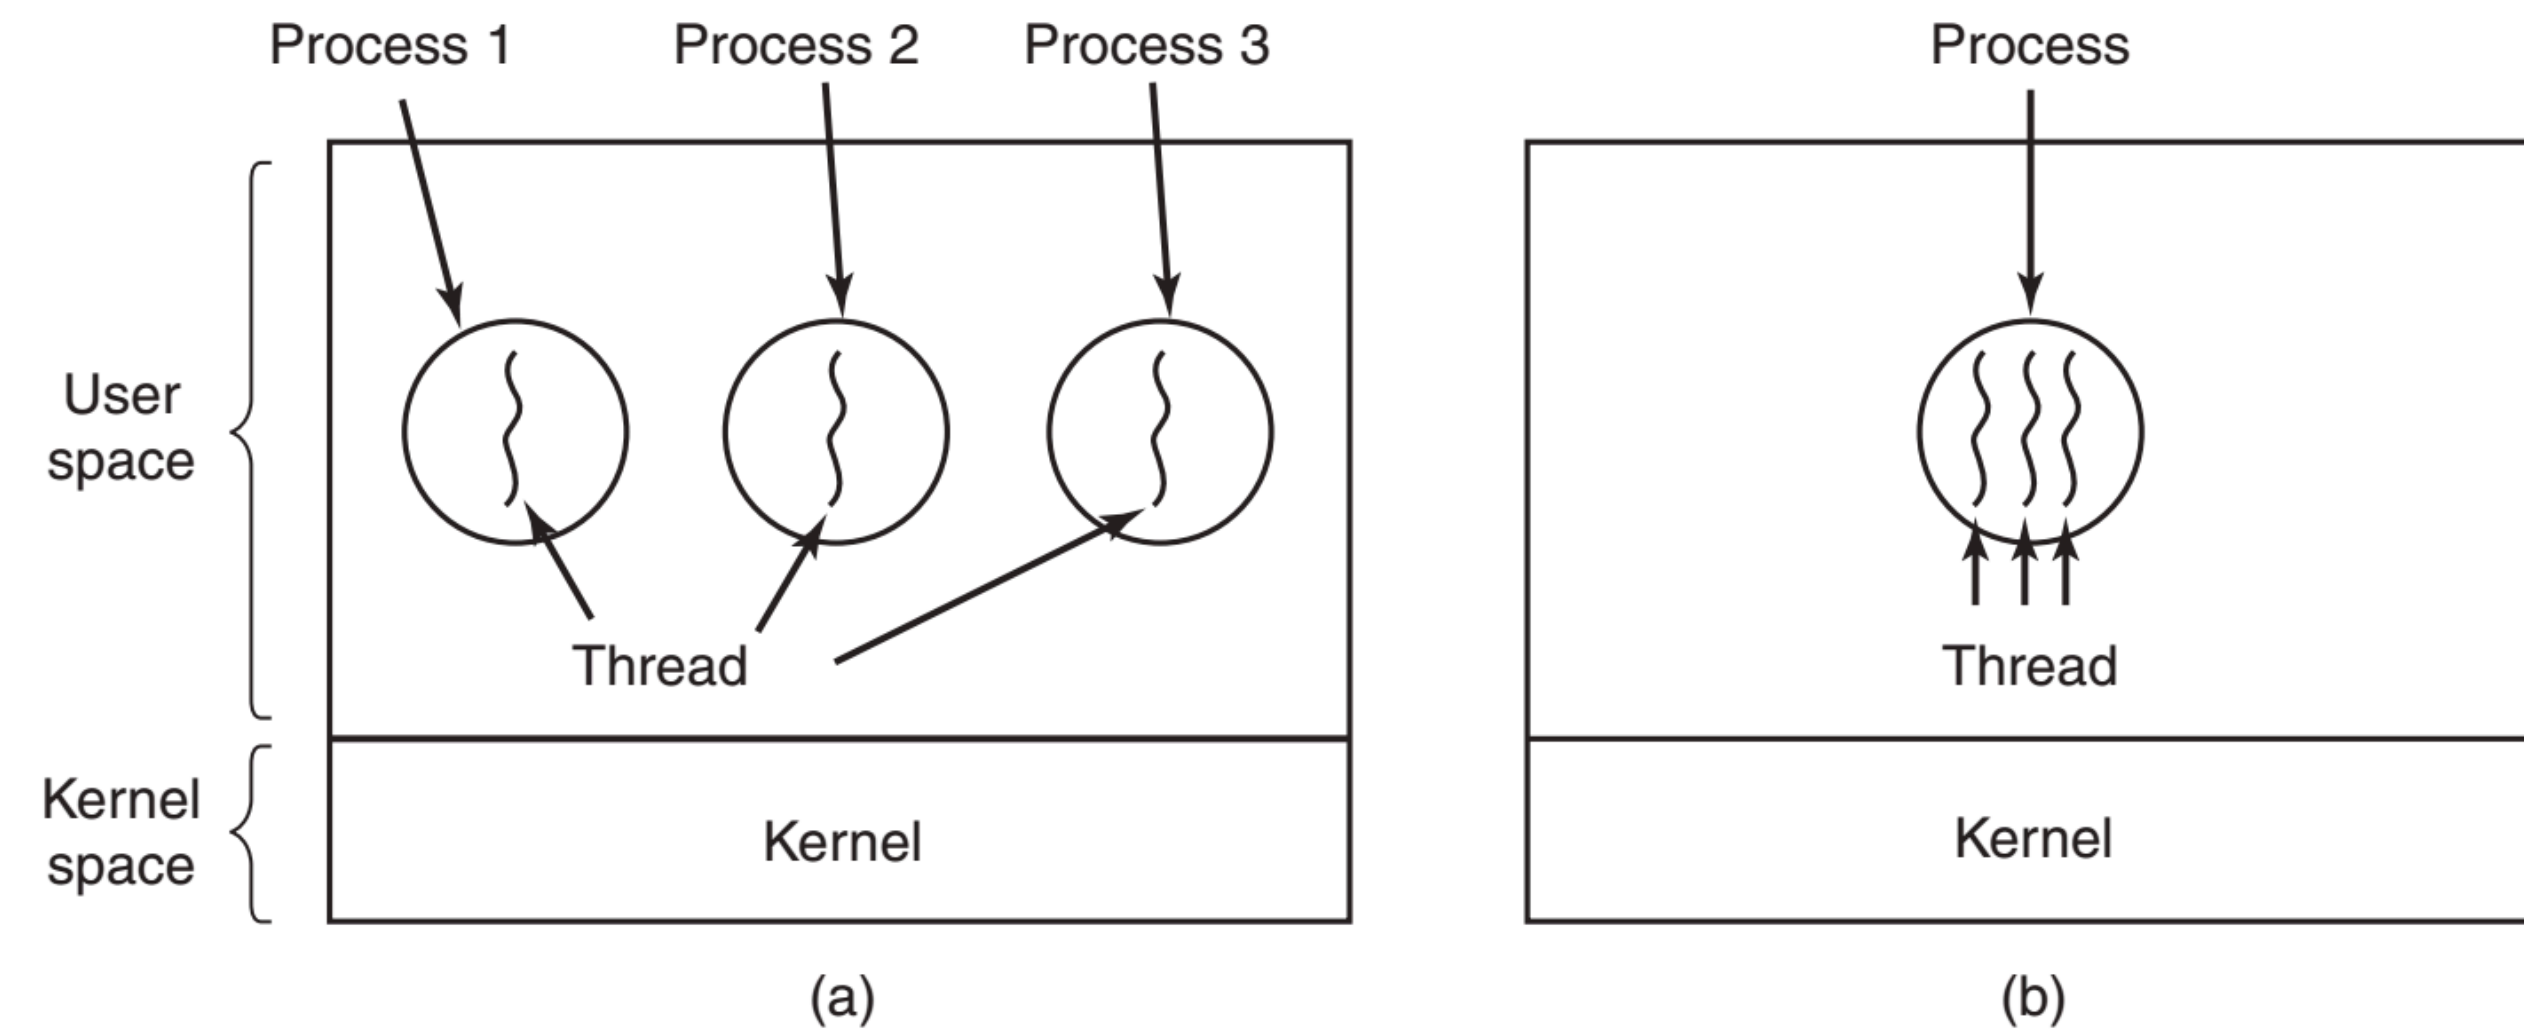 Process 1
Process 2
Process 3
Process
User
space
Thread
Thread
Kernel
space
Kernel
Kernel
(a)
(b)